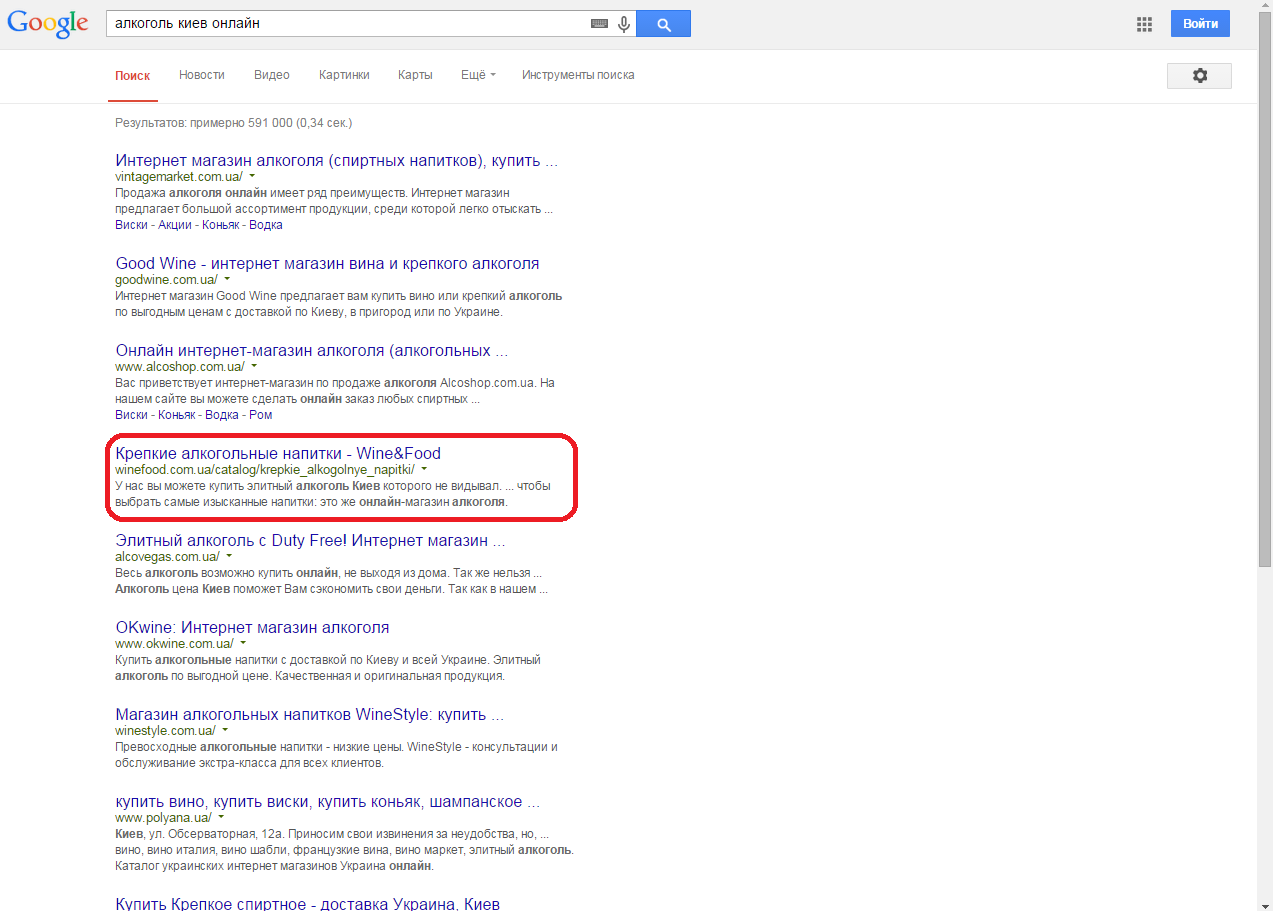 Google
алкоголь киев онлайн
Войти
Поиск Новости Видео Картинки Карты Ещё Инструменты поиска
Результатов: примерно 591 000 (0,34 сек.)
Интернет магазин алкоголя (спиртных напитков), купить ...
vintagemarket.com.ua/
Продажа алкоголя онлайн имеет ряд преимуществ. Интернет магазин
предлагает большой ассортимент продукции, среди которой легко отыскать ...
Виски - Акции - Коньяк - Водка
Good Wine - интернет магазин вина и крепкого алкоголя
goodwine.com.ua/
Интернет магазин Good Wine предлагает вам купить вино или крепкий алкоголь
по выгодным ценам с доставкой по Киеву, в пригород или по Украине.
Онлайн интернет-магазин алкоголя (алкогольных ...
www.alcoshop.com.ua/
Вас приветствует интернет-магазин по продаже алкоголя Alcoshop.com.ua. На
нашем сайте вы можете сделать онлайн заказ любых спиртных ...
Виски - Коньяк - Водка - Ром
Крепкие алкогольные напитки - Wine&Food
winefood.com.ua/catalog/krepkie_alkogolnye_napitki/
У нас вы можете купить элитный алкоголь Киев которого не видывал. ... чтобы
выбрать самые изысканные напитки: это же онлайн-магазин алкоголя.
Элитный алкоголь с Duty Free! Интернет магазин ...
alcovegas.com.ua/
Весь алкоголь возможно купить онлайн, не выходя из дома. Так же нельзя ...
Алкоголь цена Киев поможет Вам сэкономить свои деньги. Так как в нашем ...
OKwine: Интернет магазин алкоголя
www.okwine.com.ua/
Купить алкогольные напитки с доставкой по Киеву и всей Украине. Элитный
алкоголь по выгодной цене. Качественная и оригинальная продукция.
Магазин алкогольных напитков WineStyle: купить ...
winestyle.com.ua/
Превосходные алкогольные напитки - низкие цены. WineStyle - консультации и
обслуживание экстра-класса для всех клиентов.
купить вино, купить виски, купить коньяк, шампанское ...
www.polyana.ua/
Киев, ул. Обсерваторная, 12а. Приносим свои извинения за неудобства, но, ...
вино, вино италия, вино шабли, французкие вина, вино маркет, элитный алкоголь.
Каталог украинских интернет магазинов Украина онлайн.
Купить Крепкое спиртное - доставка Украина, Киев